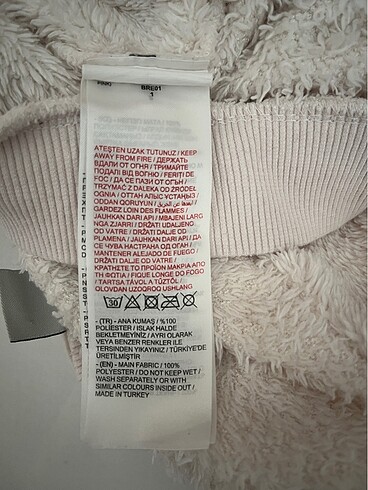 PINK)
BRE01
1
ATEŞTEN UZAK TUTUNUZ / KEEP
AWAY FROM FIRE / ДЕРЖАТЬ
ВДАЛИ ОТ ОГНЯ / ТРИМАЙТЕ
ПОДАЛІ ВІД ВОГНЮ / FERITI DE
FOC / ДА СЕ ПАЗИ ОТ ОГЪН /
TRZYMAĆ Z DALEKA OD ŹRÓDEŁ
OGNIA / ОТТАН АЛЫС ҰСТАҢЫЗ /
ODDAN QORUYUN / يحفظ عن الحريق /
GARDEZ LOIN DES FLAMMES /
JAUHKAN DARI API / MBAJENI LARG
NGA ZJARRI / DRŽATI UDALJENO
OD VATRE / DRŽATI DALJE OD
PLAMENA / JAUHKAN DARI API / ДА
СЕ ЧУВА НАСТРАНА ОД ОГАН /
MANTENER ALEJADO DE FUEGO /
DRŽATI DALJE OD VATRE /
ΚΡΑΤΗΣΤΕ ΤΟ ΠΡΟΪΟΝ ΜΑΚΡΙΑ ΑΠΟ
ΤΗ ΦΩΤΙΑ / FIQUE LONGE DO FOGO
/ TARTSA TÁVOL A TŰZTŐL /
OLOVDAN UZOQROQ USHLANG
30
- (TR) - ANA KUMAŞ / %100
POLİESTER / ISLAK HALDE
BEKLETMEYİNİZ / AYRI OLARAK
VEYA BENZER RENKLER İLE
TERSİNDEN YIKAYINIZ / TÜRKİYE'DE
ÜRETİLMİŞTİR
- (EN) - MAIN FABRIC / 100%
POLYESTER / DO NOT KEEP WET /
WASH SEPARATELY OR WITH
SIMILAR COLOURS INSIDE OUT /
MADE IN TURKEY